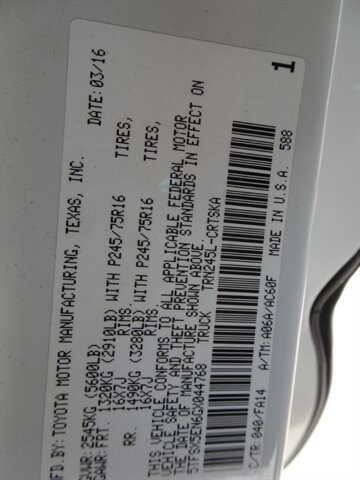 MFD.BY: TOYOTA MOTOR MANUFACTURING, TEXAS, INC.
DATE: 03/16
GVWR: 2545KG (5600LB)
GAWR: FRT. 1320KG (2910LB) WITH P245/75R16 TIRES,
16X7J RIMS,
RR. 1490KG (3280LB) WITH P245/75R16 TIRES,
16X7J RIMS,
THIS VEHICLE CONFORMS TO ALL APPLICABLE FEDERAL MOTOR
VEHICLE SAFETY AND THEFT PREVENTION STANDARDS IN EFFECT ON
THE DATE OF MANUFACTURE SHOWN ABOVE.
5TFSX5EN6GX044768 TRUCK
TRN245L-CRTSKA
C/TR: 040/FA14 A/TM: A06A/AC60F MADE IN U.S.A. 588
1